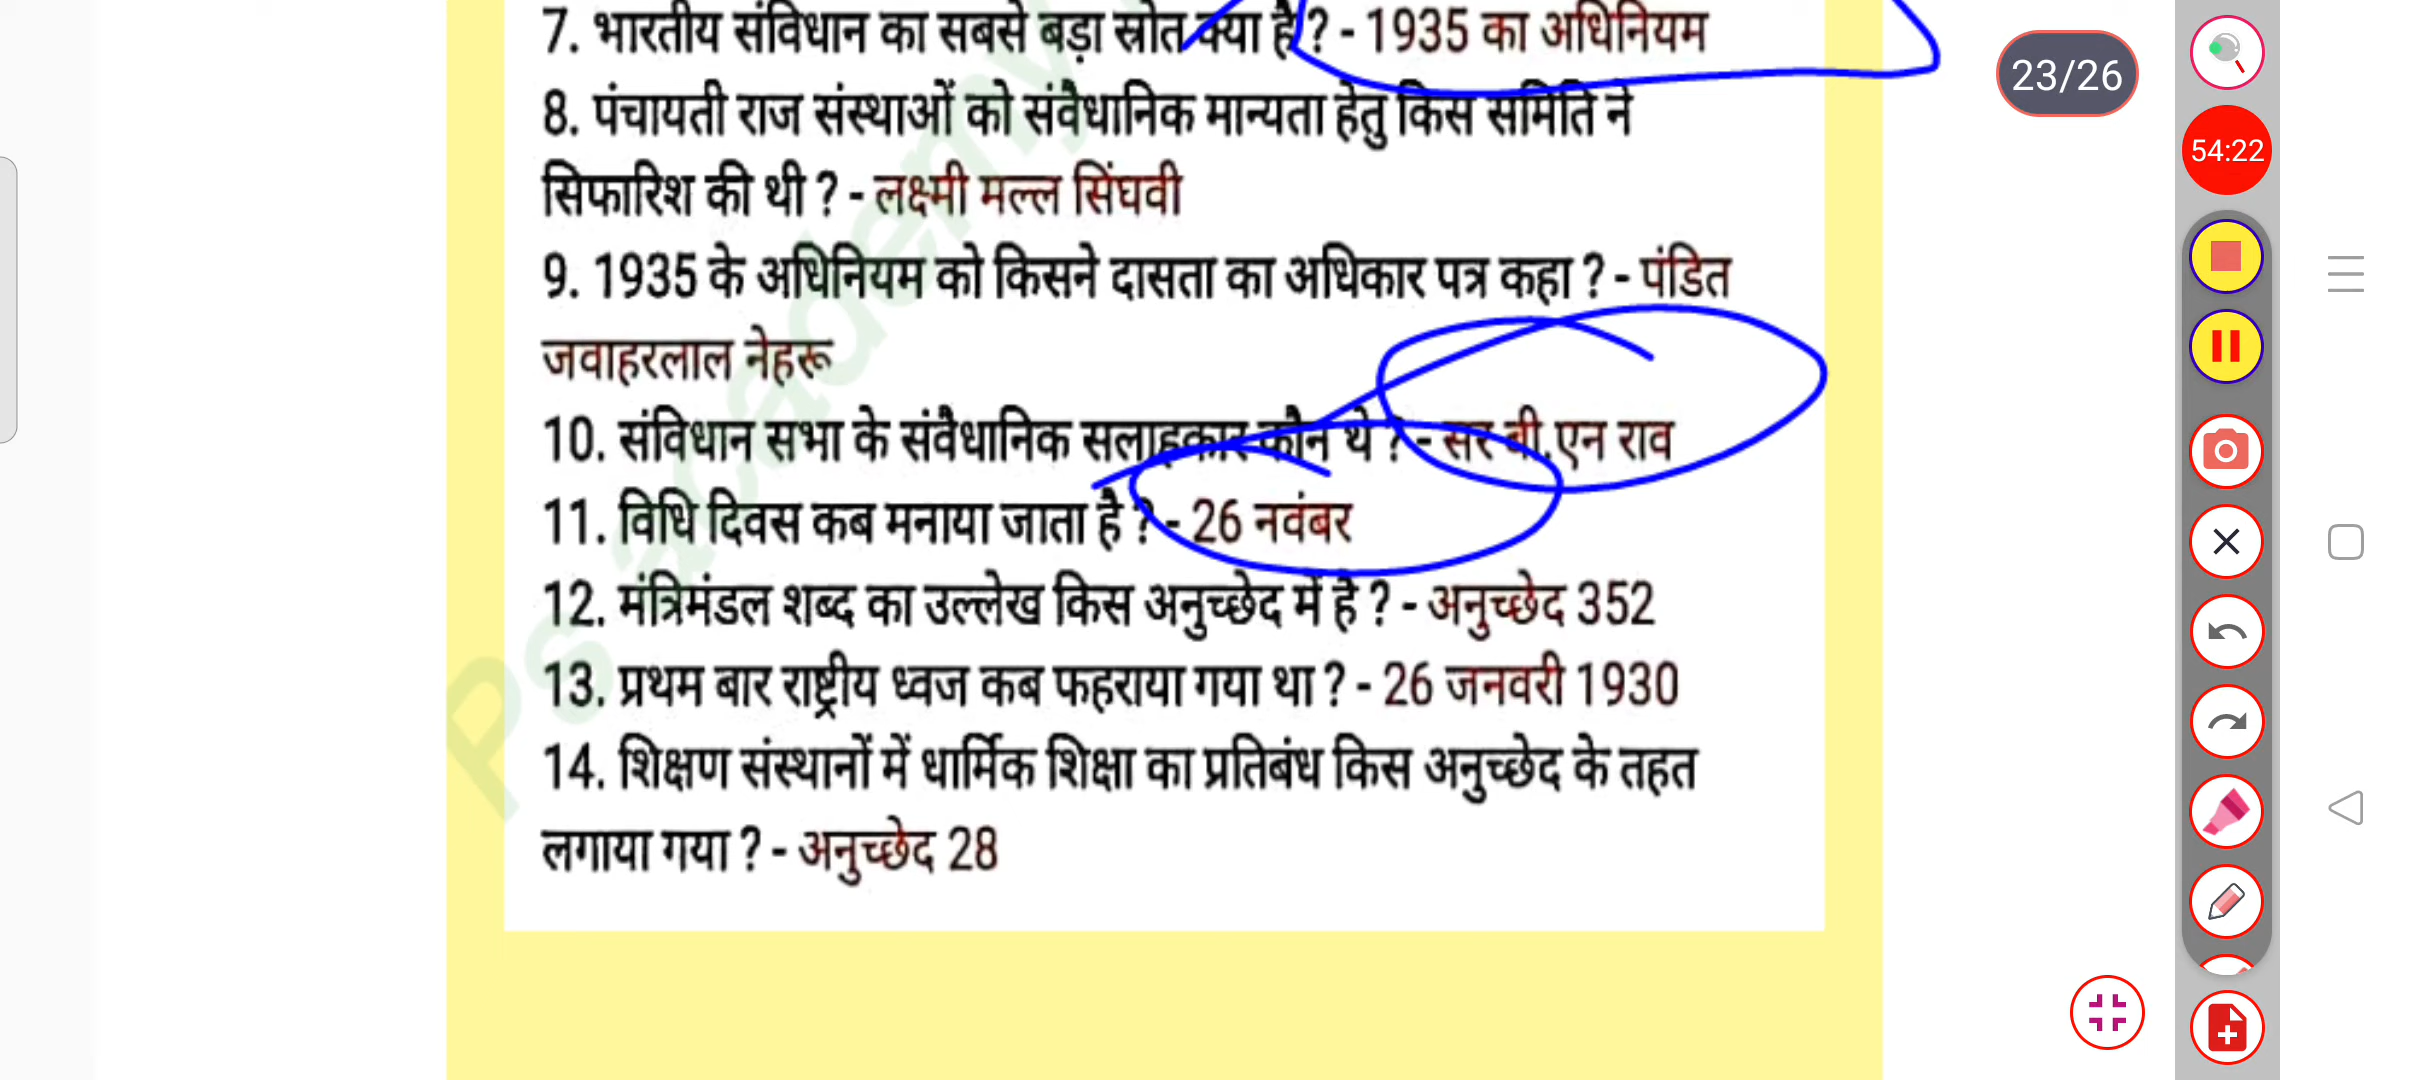 7. भारतीय संविधान का सबसे बड़ा स्रोत क्या है ? - 1935 का अधिनियम
8. पंचायती राज संस्थाओं को संवैधानिक मान्यता हेतु किस समिति ने
सिफारिश की थी ? - लक्ष्मी मल्ल सिंघवी
9. 1935 के अधिनियम को किसने दासता का अधिकार पत्र कहा ? - पंडित
जवाहरलाल नेहरू
10. संविधान सभा के संवैधानिक सलाहकार कौन थे ? - सर बी.एन राव
11. विधि दिवस कब मनाया जाता है ? - 26 नवंबर
12. मंत्रिमंडल शब्द का उल्लेख किस अनुच्छेद में है ? - अनुच्छेद 352
13. प्रथम बार राष्ट्रीय ध्वज कब फहराया गया था ? - 26 जनवरी 1930
14. शिक्षण संस्थानों में धार्मिक शिक्षा का प्रतिबंध किस अनुच्छेद के तहत
लगाया गया ? - अनुच्छेद 28
Ps academy
23/26
54:22